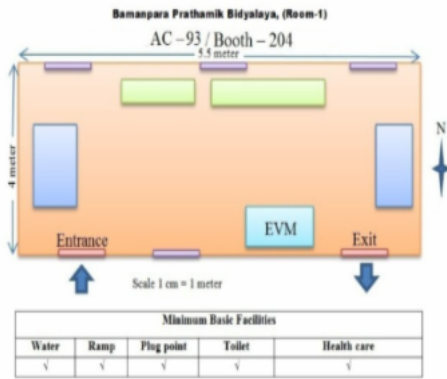 Bamanpara Prathamik Bidyalaya, (Room-1)
AC -93 / Booth - 204
5.5 meter
4 meter
N
EVM
Entrance
Exit
Scale 1 cm = 1 meter
Minimum Basic Facilities
Water Ramp Plug point Toilet Health care
√ √ √ √ √